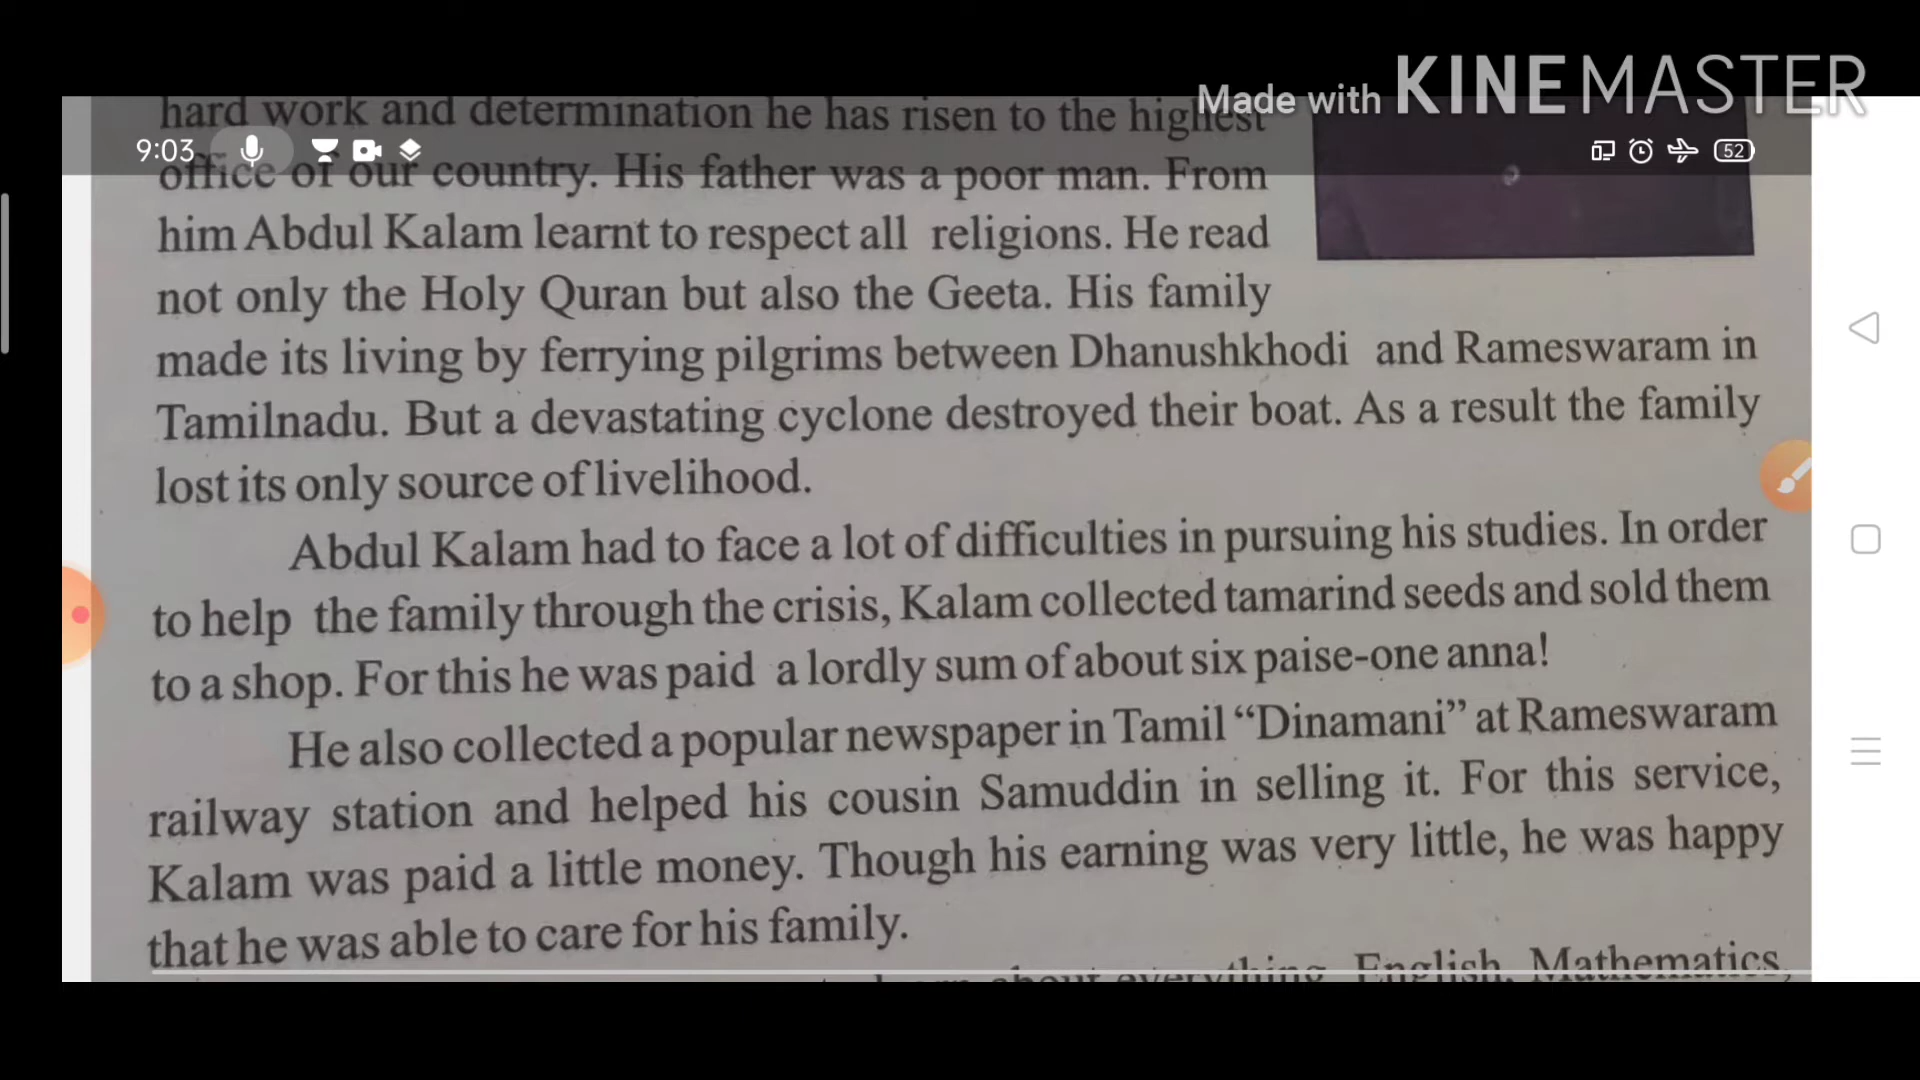 Made with KINEMASTER
hard work and determination he has risen to the highest
9:03
52
office of our country. His father was a poor man. From
him Abdul Kalam learnt to respect all religions. He read
not only the Holy Quran but also the Geeta. His family
made its living by ferrying pilgrims between Dhanushkhodi and Rameswaram in
Tamilnadu. But a devastating cyclone destroyed their boat. As a result the family
lost its only source of livelihood.
Abdul Kalam had to face a lot of difficulties in pursuing his studies. In order
to help the family through the crisis, Kalam collected tamarind seeds and sold them
to a shop. For this he was paid a lordly sum of about six paise-one anna!
He also collected a popular newspaper in Tamil “Dinamani” at Rameswaram
railway station and helped his cousin Samuddin in selling it. For this service,
Kalam was paid a little money. Though his earning was very little, he was happy
that he was able to care for his family.
about everything, English, Mathematics,